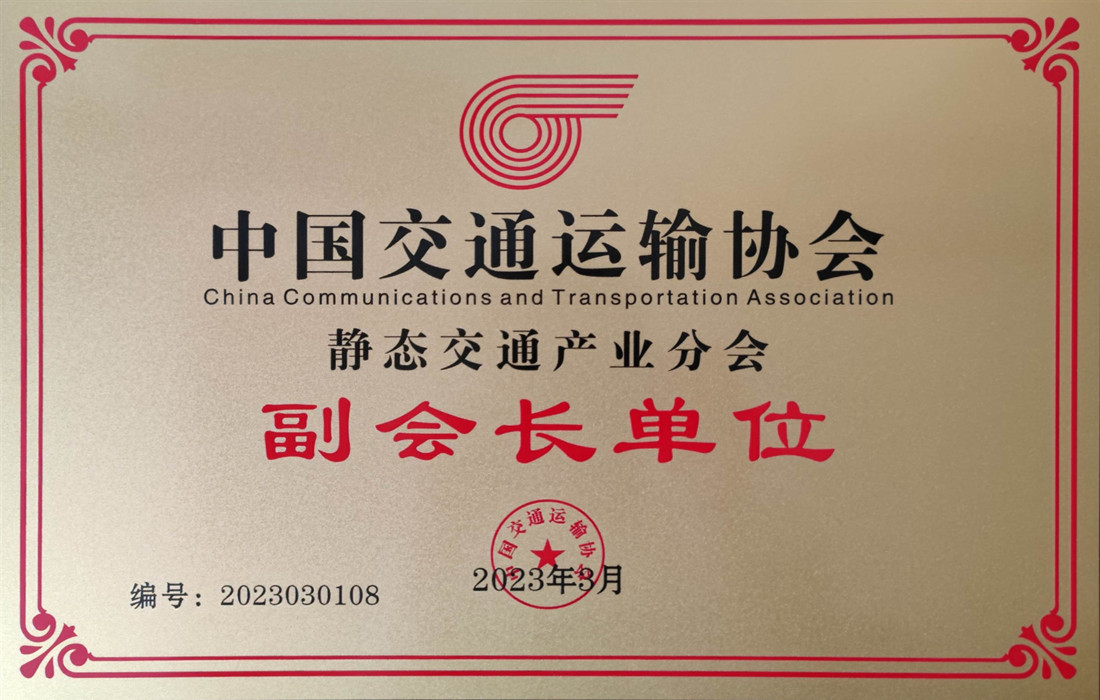 中国交通运输协会
China Communications and Transportation Association
静态交通产业分会
副会长单位
中国交通运输协会
编号：2023030108
2023年3月